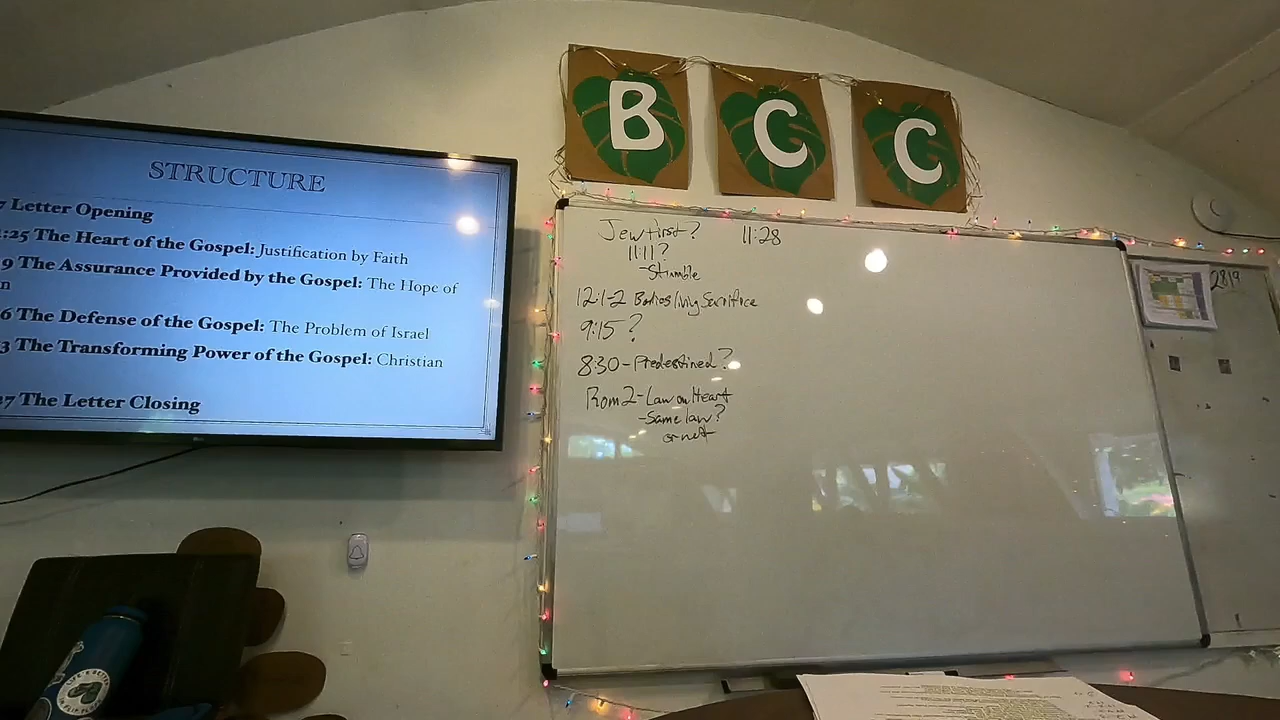 STRUCTURE
7 Letter Opening
:25 The Heart of the Gospel: Justification by Faith
9 The Assurance Provided by the Gospel: The Hope of
n
6 The Defense of the Gospel: The Problem of Israel
3 The Transforming Power of the Gospel: Christian
27 The Letter Closing
B C C
Jew first? 11:28
11:11?
-Stumble
12:1-2 Bodies living Sacrifice
9:15?
8:30-Predestined?
Rom 2-Law on Heart
-Same law?
or not
2819